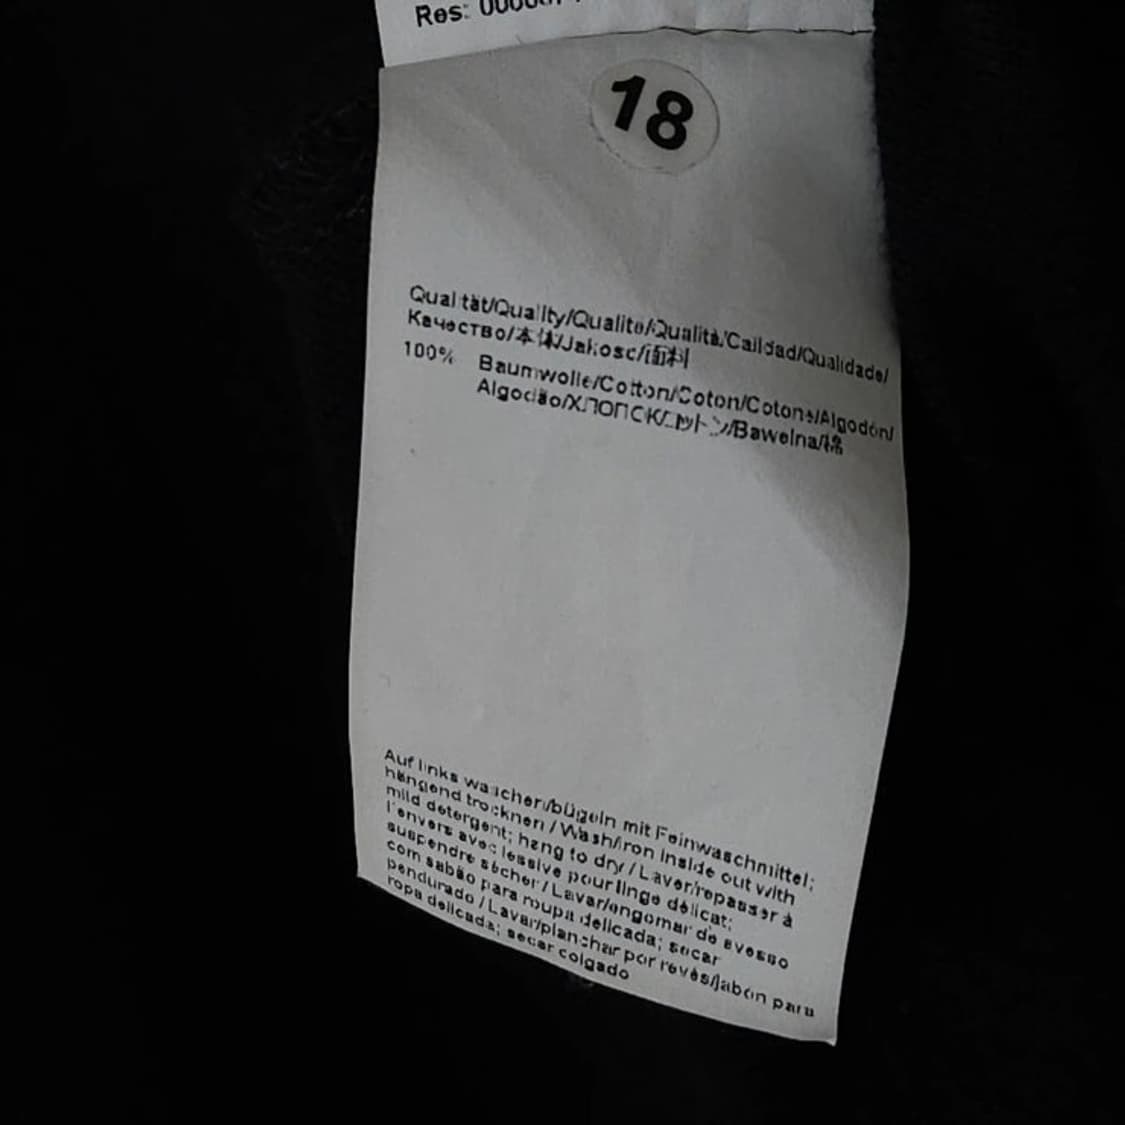 Res:
18
Qualität/Quality/Qualite/Qualità/Calidad/Qualidade/
Качество/本体/Jakosc/面料
100% Baumwolle/Cotton/Coton/Cotone/Algodón/
Algodão/ХЛОПСК/コットン/Bawelna/棉
Auf links waschen/bügeln mit Feinwaschmittel;
hängend trocknen / Wash/iron inside out with
mild detergent; hang to dry / Laver/repasser à
l'envers avec lessive pour linge délicat;
suspendre sécher / Lavar/engomar do avesso
com sabão para roupa delicada; secar
pendurado / Lavar/planchar por revés/jabón para
ropa delicada; secar colgado